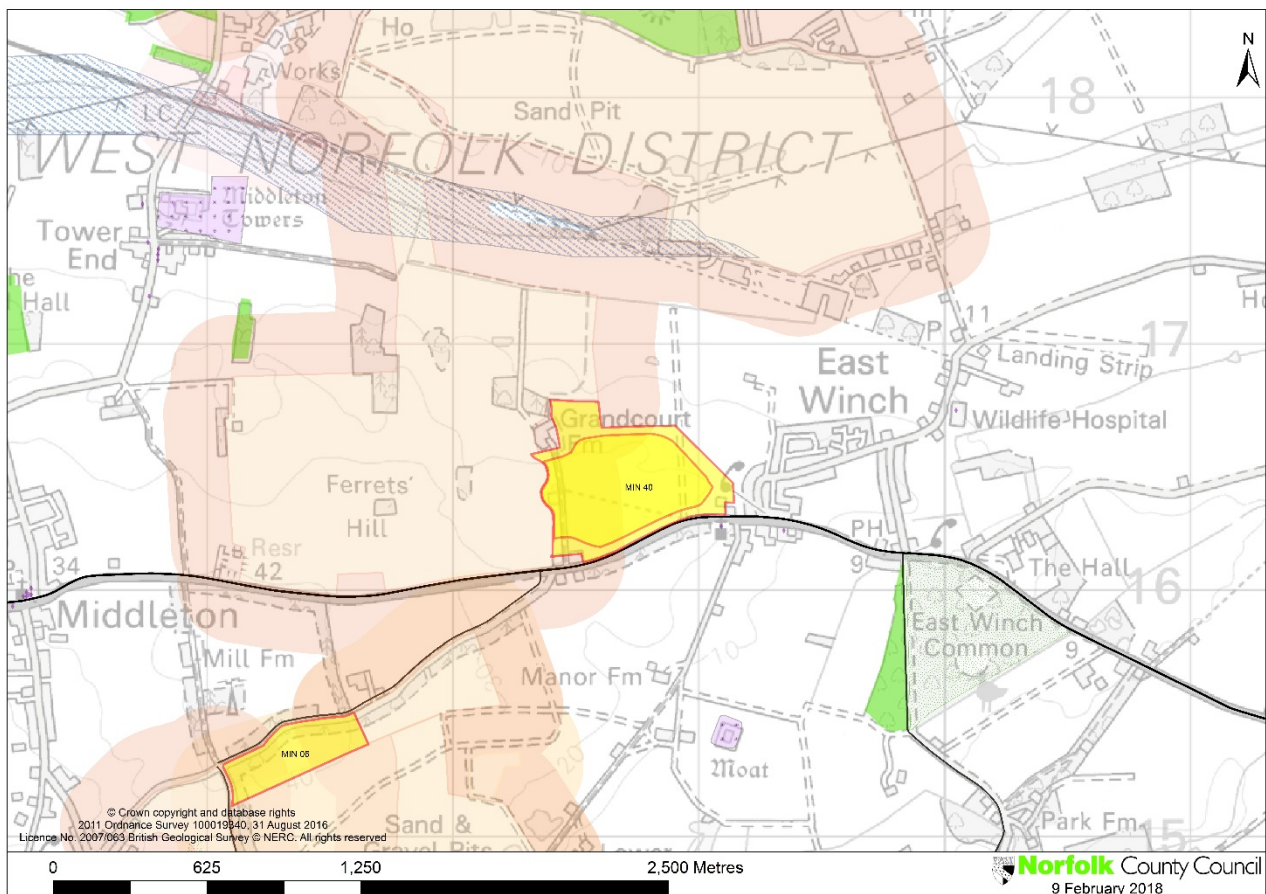 Ho
N
Works
LC
Sand Pit
18
WEST NORFOLK DISTRICT
Middleton
Towers
Tower
End
Hall
P
11
17
Landing Strip
East
Winch
Wildlife Hospital
Grandcourt
Fm
MIN 40
Ferrets'
Hill
Resr
42
34
PH
9
The Hall
16
Middleton
East Winch
Common
9
Mill Fm
Manor Fm
MIN 06
Moat
20
10
Sand &
Gravel Pits
Lower
Park Fm
15
© Crown copyright and database rights
2011 Ordnance Survey 100019340, 31 August 2016
Licence No. 2007/063 British Geological Survey © NERC. All rights reserved
0 625 1,250 2,500 Metres
Norfolk County Council
9 February 2018